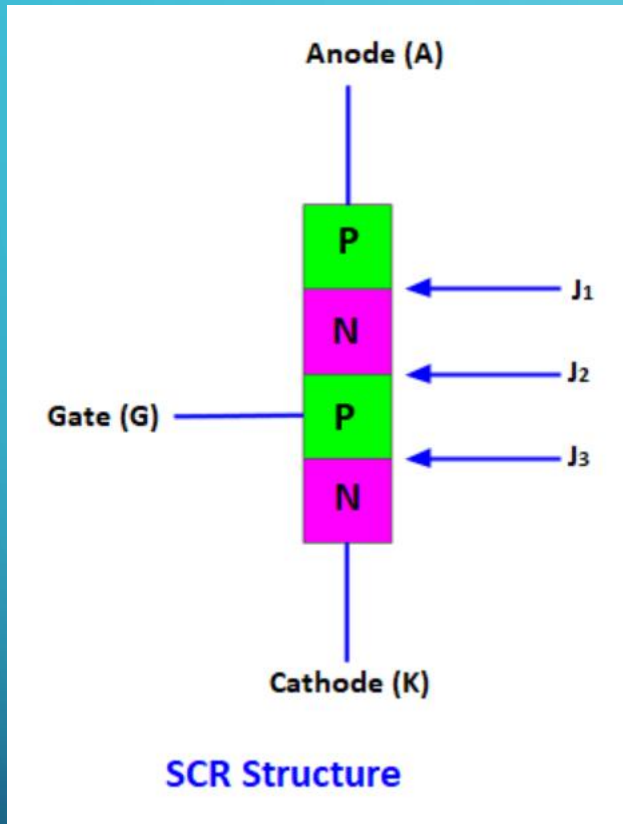 Anode (A)
P
J1
N
J2
Gate (G)
P
J3
N
Cathode (K)
SCR Structure